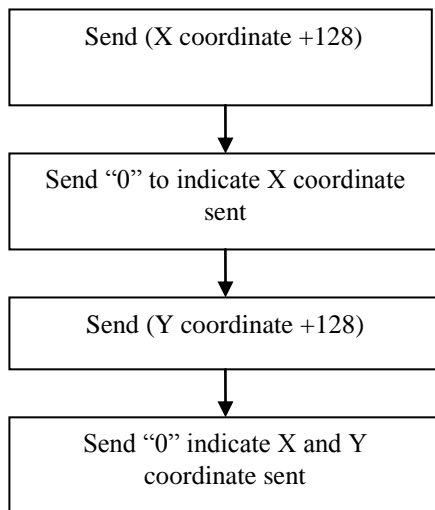 Send (X coordinate +128)
Send “0” to indicate X coordinate
sent
Send (Y coordinate +128)
Send “0” indicate X and Y
coordinate sent